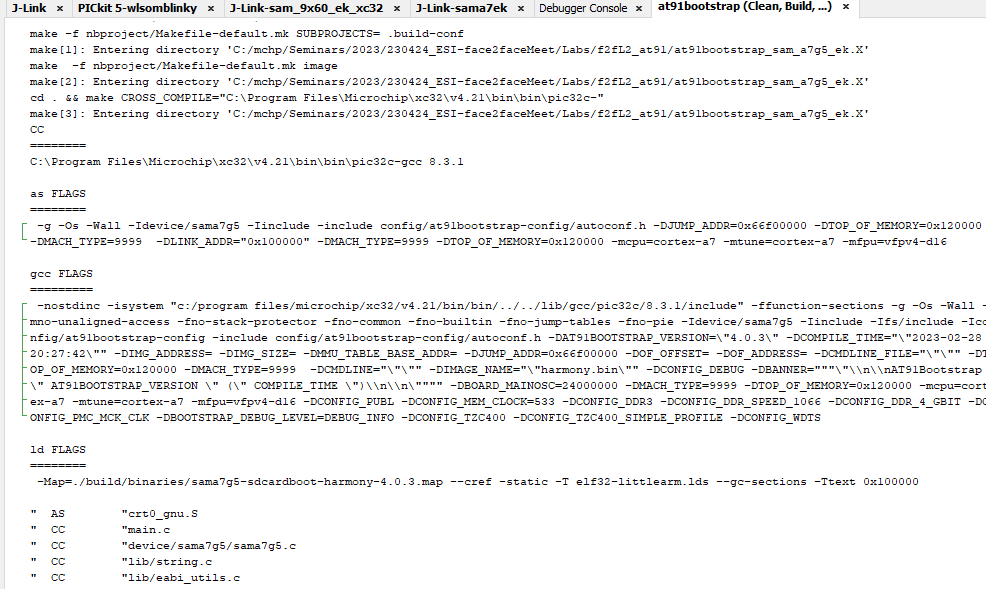 J-Link × PICkit 5-wlsomblinky × J-Link-sam_9x60_ek_xc32 × J-Link-sama7ek × Debugger Console × at91bootstrap (Clean, Build, ...) ×
make -f nbproject/Makefile-default.mk SUBPROJECTS= .build-conf
make[1]: Entering directory 'C:/mchp/Seminars/2023/230424_ESI-face2faceMeet/Labs/f2fL2_at91/at91bootstrap_sam_a7g5_ek.X'
make  -f nbproject/Makefile-default.mk image
make[2]: Entering directory 'C:/mchp/Seminars/2023/230424_ESI-face2faceMeet/Labs/f2fL2_at91/at91bootstrap_sam_a7g5_ek.X'
cd . && make CROSS_COMPILE="C:\Program Files\Microchip\xc32\v4.21\bin\bin\pic32c-"
make[3]: Entering directory 'C:/mchp/Seminars/2023/230424_ESI-face2faceMeet/Labs/f2fL2_at91/at91bootstrap_sam_a7g5_ek.X'
CC
========
C:\Program Files\Microchip\xc32\v4.21\bin\bin\pic32c-gcc 8.3.1
as FLAGS
========
-g -Os -Wall -Idevice/sama7g5 -Iinclude -include config/at91bootstrap-config/autoconf.h -DJUMP_ADDR=0x66f00000 -DTOP_OF_MEMORY=0x120000
-DMACH_TYPE=9999  -DLINK_ADDR="0x100000" -DMACH_TYPE=9999 -DTOP_OF_MEMORY=0x120000 -mcpu=cortex-a7 -mtune=cortex-a7 -mfpu=vfpv4-d16
gcc FLAGS
=========
-nostdinc -isystem "c:/program files/microchip/xc32/v4.21/bin/bin/../../lib/gcc/pic32c/8.3.1/include" -ffunction-sections -g -Os -Wall -
mno-unaligned-access -fno-stack-protector -fno-common -fno-builtin -fno-jump-tables -fno-pie -Idevice/sama7g5 -Iinclude -Ifs/include -Ico
nfig/at91bootstrap-config -include config/at91bootstrap-config/autoconf.h -DAT91BOOTSTRAP_VERSION=\"4.0.3\" -DCOMPILE_TIME="\"2023-02-28
20:27:42\"" -DIMG_ADDRESS= -DIMG_SIZE= -DMMU_TABLE_BASE_ADDR= -DJUMP_ADDR=0x66f00000 -DOF_OFFSET= -DOF_ADDRESS= -DCMDLINE_FILE="\"\"" -DT
OP_OF_MEMORY=0x120000 -DMACH_TYPE=9999  -DCMDLINE="\"\"" -DIMAGE_NAME="\"harmony.bin\"" -DCONFIG_DEBUG -DBANNER="""\"\\n\\nAT91Bootstrap
\" AT91BOOTSTRAP_VERSION \" (\" COMPILE_TIME \")\\n\\n\"""" -DBOARD_MAINOSC=24000000 -DMACH_TYPE=9999 -DTOP_OF_MEMORY=0x120000 -mcpu=cort
ex-a7 -mtune=cortex-a7 -mfpu=vfpv4-d16 -DCONFIG_PUBL -DCONFIG_MEM_CLOCK=533 -DCONFIG_DDR3 -DCONFIG_DDR_SPEED_1066 -DCONFIG_DDR_4_GBIT -DC
ONFIG_PMC_MCK_CLK -DBOOTSTRAP_DEBUG_LEVEL=DEBUG_INFO -DCONFIG_TZC400 -DCONFIG_TZC400_SIMPLE_PROFILE -DCONFIG_WDTS
ld FLAGS
========
-Map=./build/binaries/sama7g5-sdcardboot-harmony-4.0.3.map --cref -static -T elf32-littlearm.lds --gc-sections -Ttext 0x100000
"  AS        "crt0_gnu.S
"  CC        "main.c
"  CC        "device/sama7g5/sama7g5.c
"  CC        "lib/string.c
"  CC        "lib/eabi_utils.c